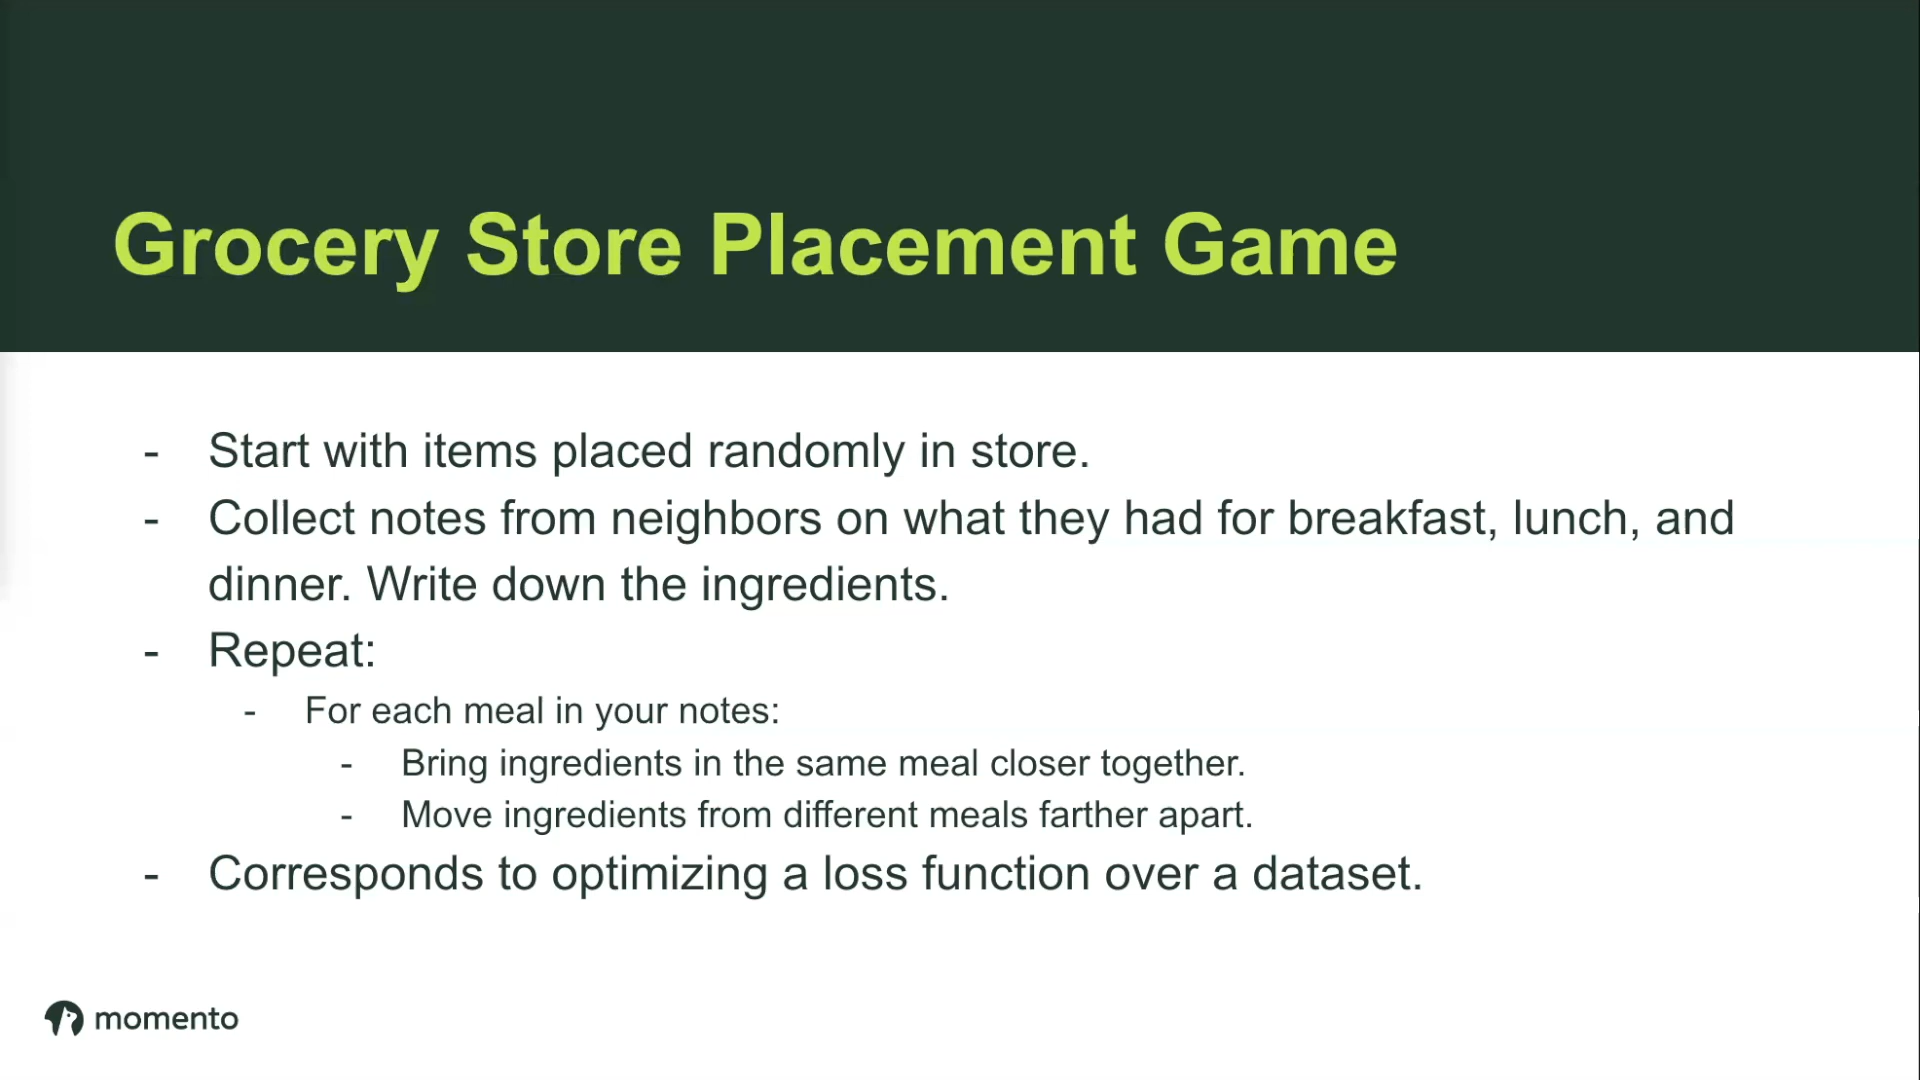 Grocery Store Placement Game
- Start with items placed randomly in store.
- Collect notes from neighbors on what they had for breakfast, lunch, and
dinner. Write down the ingredients.
- Repeat:
- For each meal in your notes:
- Bring ingredients in the same meal closer together.
- Move ingredients from different meals farther apart.
- Corresponds to optimizing a loss function over a dataset.
momento